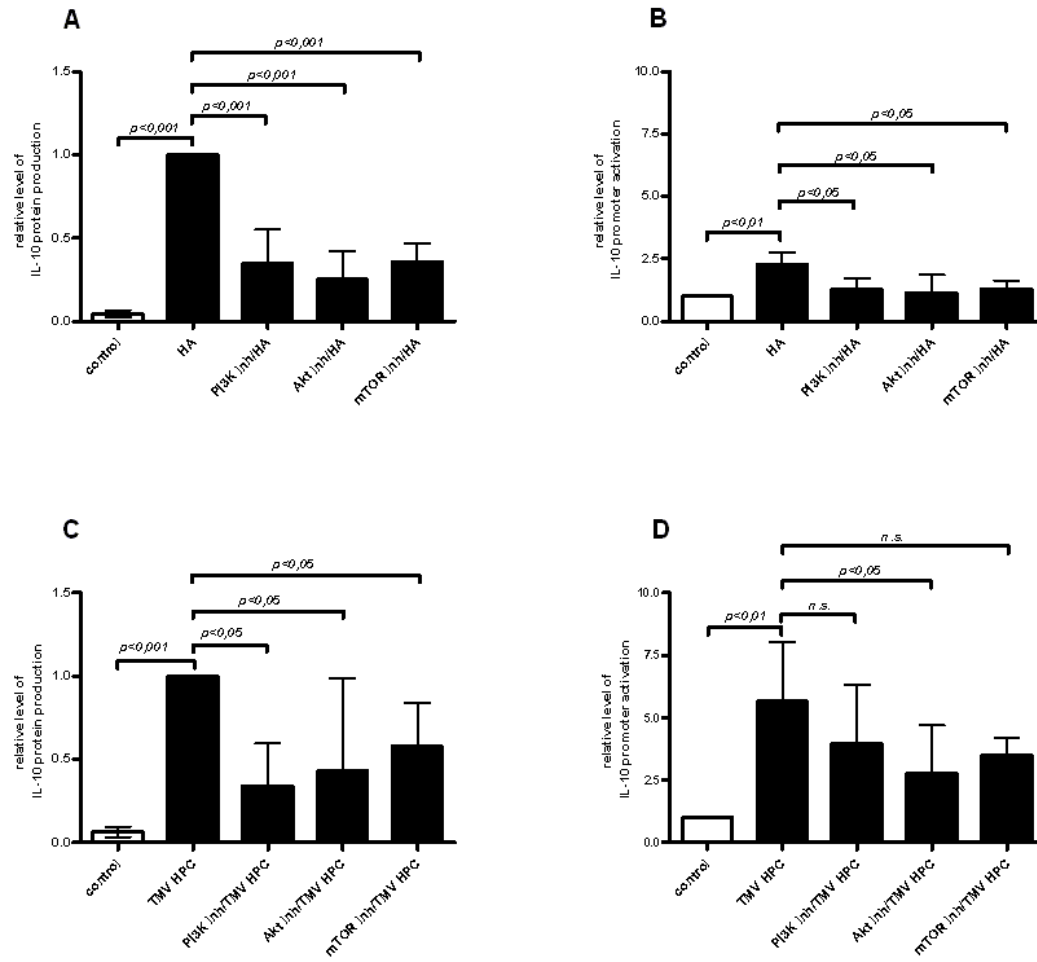 A
p<0,001
p<0,001
p<0,001
p<0,001
relative level of
IL-10 protein production
1.5
1.0
0.5
0.0
control
HA
PI3K Inh/HA
Akt Inh/HA
mTOR Inh/HA
B
p<0,05
p<0,05
p<0,05
p<0,01
relative level of
IL-10 promoter activation
10.0
7.5
5.0
2.5
0.0
control
HA
PI3K Inh/HA
Akt Inh/HA
mTOR Inh/HA
C
p<0,05
p<0,05
p<0,05
p<0,001
relative level of
IL-10 protein production
1.5
1.0
0.5
0.0
control
TMV HPC
PI3K Inh/TMV HPC
Akt Inh/TMV HPC
mTOR Inh/TMV HPC
D
n.s.
p<0,05
n.s.
p<0,01
relative level of
IL-10 promoter activation
10.0
7.5
5.0
2.5
0.0
control
TMV HPC
PI3K Inh/TMV HPC
Akt Inh/TMV HPC
mTOR Inh/TMV HPC